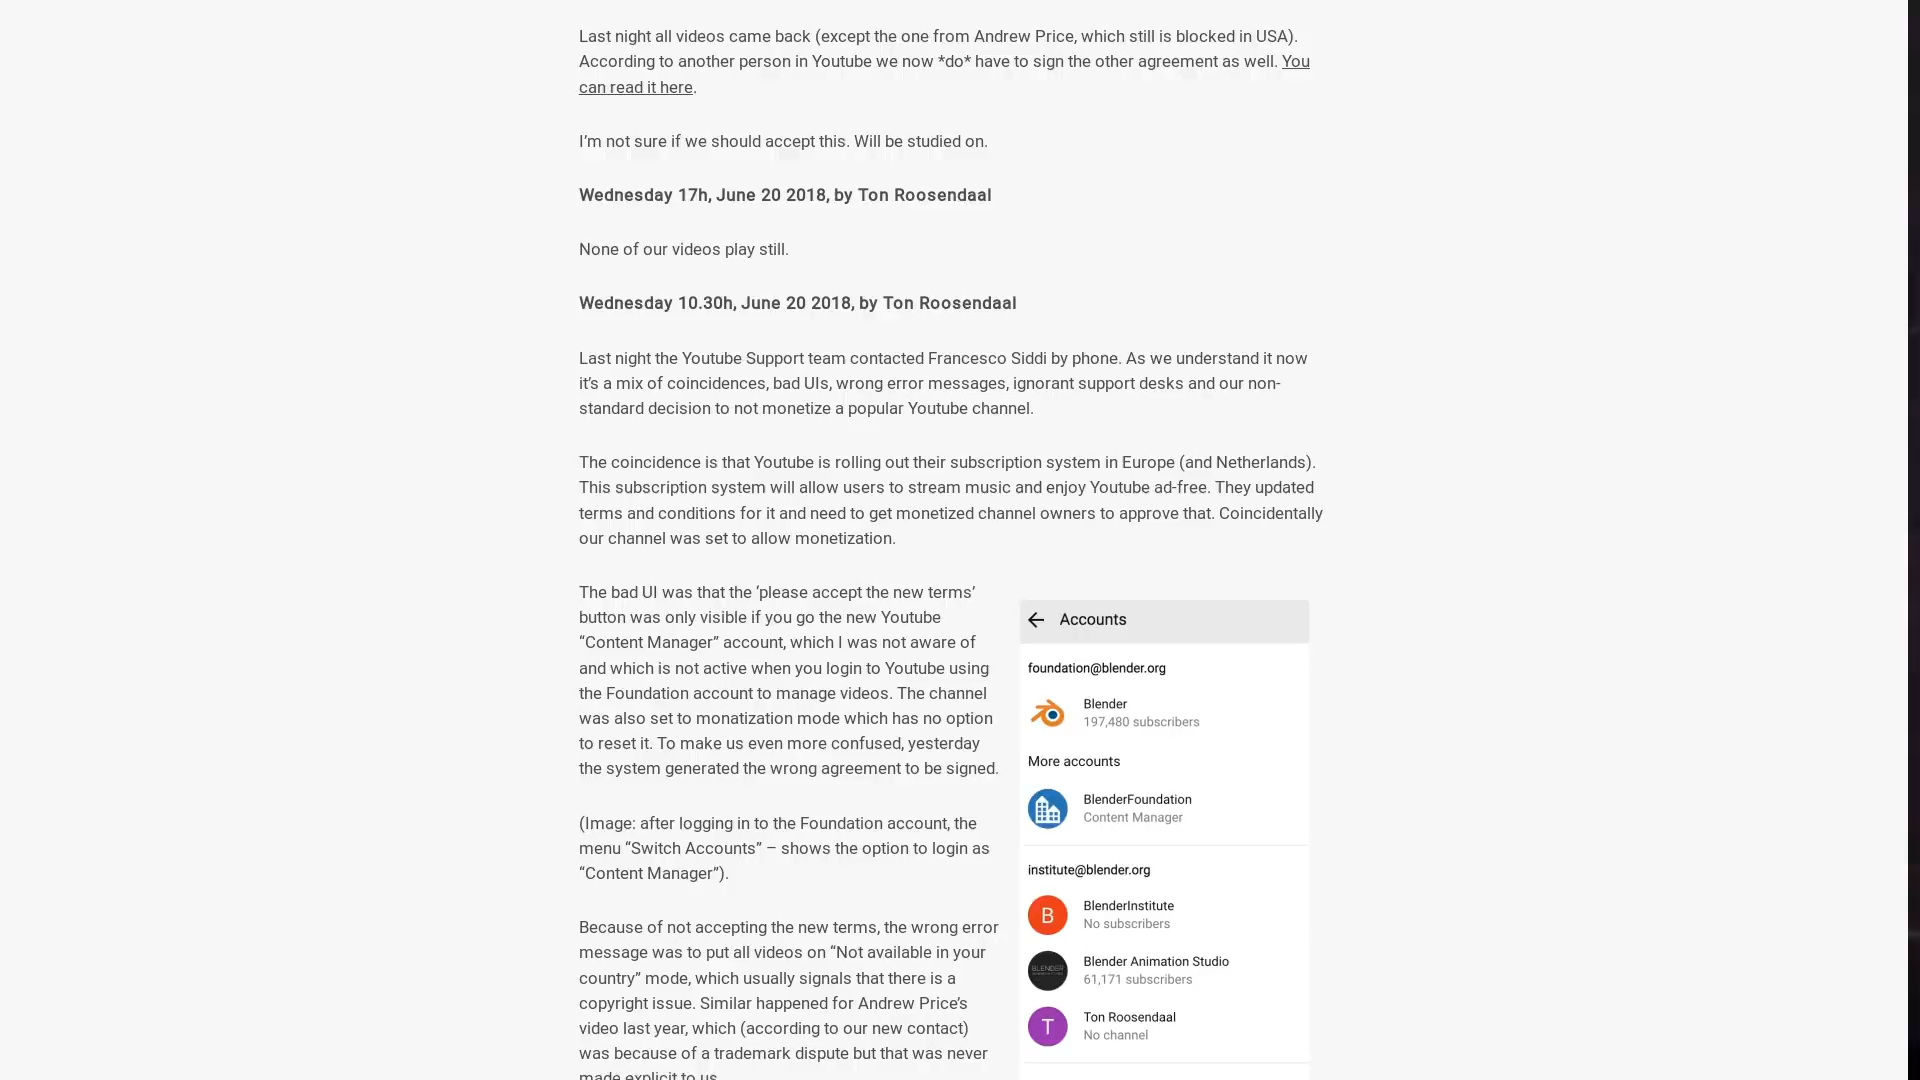 Last night all videos came back (except the one from Andrew Price, which still is blocked in USA).
According to another person in Youtube we now *do* have to sign the other agreement as well. You
can read it here.
I’m not sure if we should accept this. Will be studied on.
Wednesday 17h, June 20 2018, by Ton Roosendaal
None of our videos play still.
Wednesday 10.30h, June 20 2018, by Ton Roosendaal
Last night the Youtube Support team contacted Francesco Siddi by phone. As we understand it now
it’s a mix of coincidences, bad UIs, wrong error messages, ignorant support desks and our non-
standard decision to not monetize a popular Youtube channel.
The coincidence is that Youtube is rolling out their subscription system in Europe (and Netherlands).
This subscription system will allow users to stream music and enjoy Youtube ad-free. They updated
terms and conditions for it and need to get monetized channel owners to approve that. Coincidentally
our channel was set to allow monetization.
The bad UI was that the ‘please accept the new terms’
button was only visible if you go the new Youtube
“Content Manager” account, which I was not aware of
and which is not active when you login to Youtube using
the Foundation account to manage videos. The channel
was also set to monatization mode which has no option
to reset it. To make us even more confused, yesterday
the system generated the wrong agreement to be signed.
(Image: after logging in to the Foundation account, the
menu “Switch Accounts” – shows the option to login as
“Content Manager”).
Because of not accepting the new terms, the wrong error
message was to put all videos on “Not available in your
country” mode, which usually signals that there is a
copyright issue. Similar happened for Andrew Price’s
video last year, which (according to our new contact)
was because of a trademark dispute but that was never
made explicit to us.
Accounts
foundation@blender.org
Blender
197,480 subscribers
More accounts
BlenderFoundation
Content Manager
institute@blender.org
B
BlenderInstitute
No subscribers
BLENDER
Blender Animation Studio
61,171 subscribers
T
Ton Roosendaal
No channel